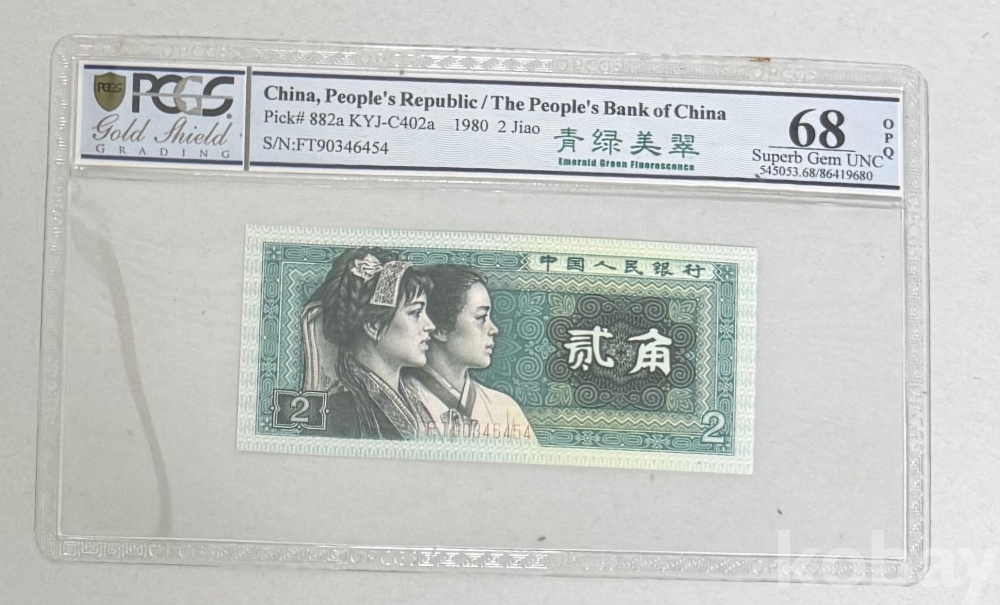 PCGS
PCGS
Gold Shield
GRADING
China, People's Republic / The People's Bank of China
Pick# 882a KYJ-C402a 1980 2 Jiao
S/N:FT90346454
青绿美翠
Emerald Green Fluorescence
68
OPQ
Superb Gem UNC
545053.68/86419680
中国人民银行
贰角
2
2
FT90346454
kobay